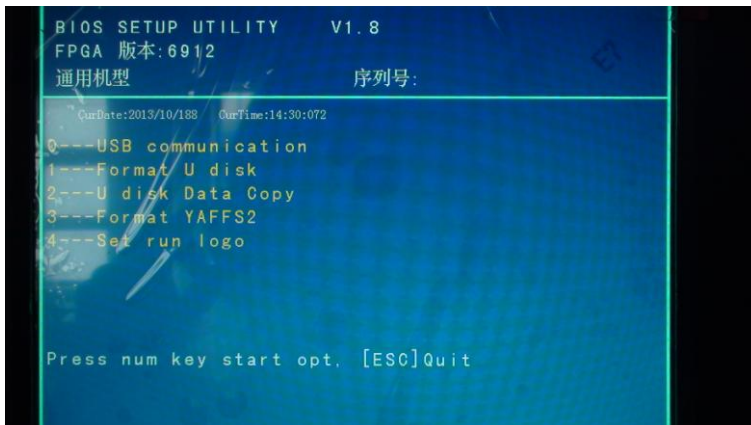 BIOS SETUP UTILITY V1.8
FPGA 版本:6912
通用机型 序列号:
CurDate:2013/10/188 CurTime:14:30:072
0---USB communication
1---Format U disk
2---U disk Data Copy
3---Format YAFFS2
4---Set run logo
Press num key start opt, [ESC]Quit